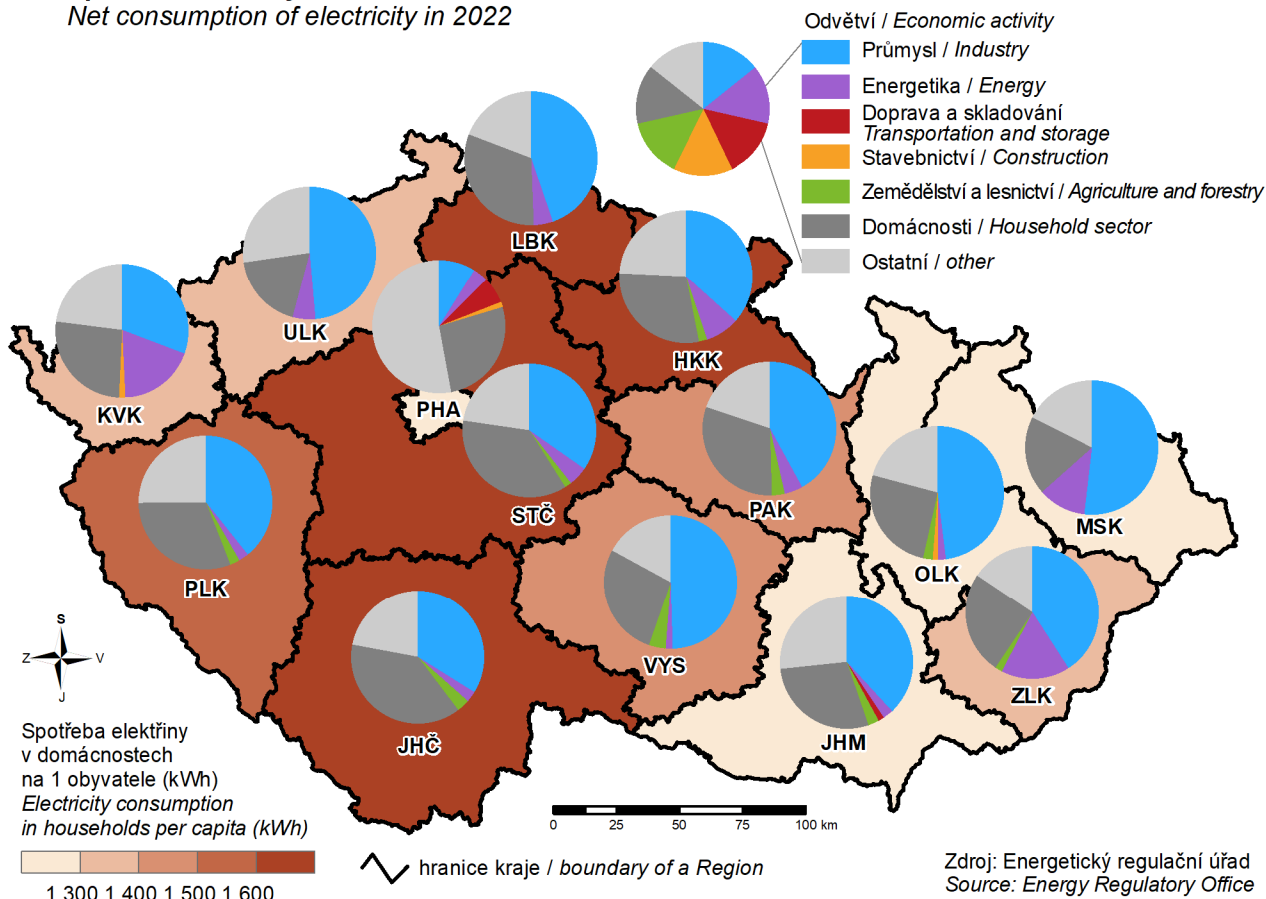 Net consumption of electricity in 2022
Odvětví / Economic activity
Průmysl / Industry
Energetika / Energy
Doprava a skladování
Transportation and storage
Stavebnictví / Construction
Zemědělství a lesnictví / Agriculture and forestry
Domácnosti / Household sector
Ostatní / other
LBK
ULK
HKK
KVK
PHA
STČ
PAK
MSK
PLK
OLK
VYS
ZLK
JHČ
JHM
S
Z V
J
Spotřeba elektřiny
v domácnostech
na 1 obyvatele (kWh)
Electricity consumption
in households per capita (kWh)
1 300 1 400 1 500 1 600
hranice kraje / boundary of a Region
0 25 50 75 100 km
Zdroj: Energetický regulační úřad
Source: Energy Regulatory Office